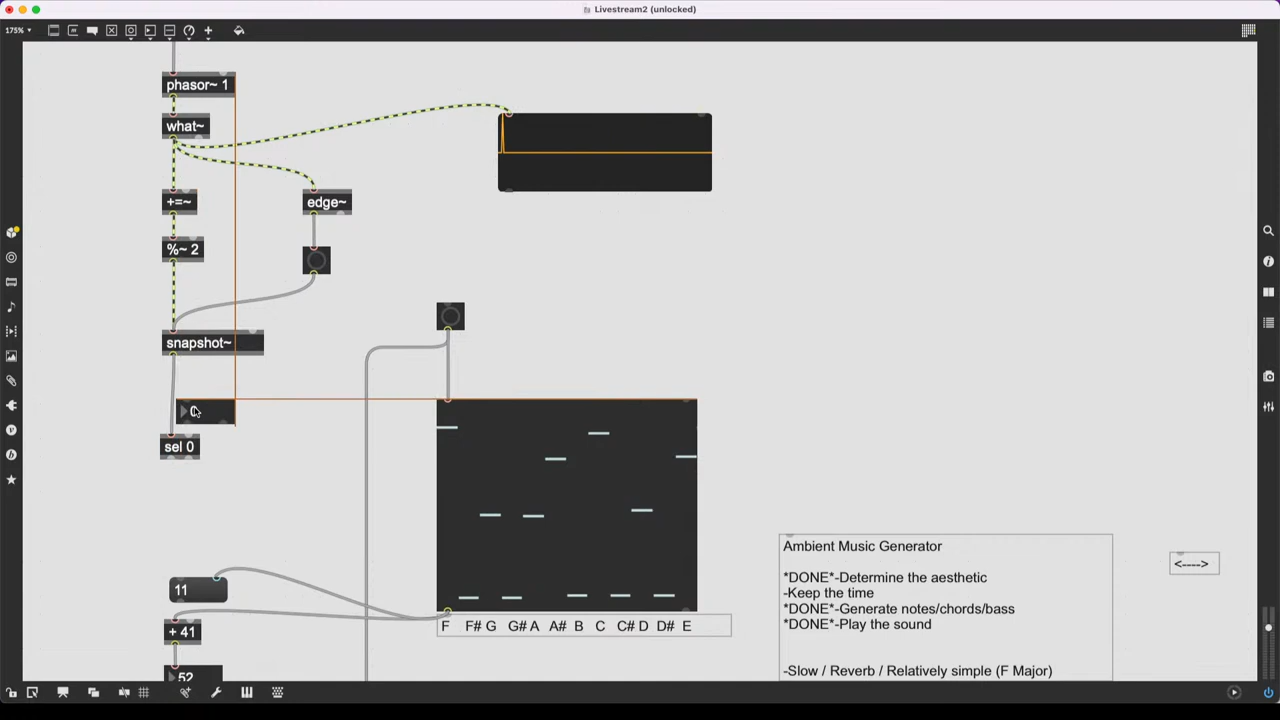 Livestream2 (unlocked)
175%
phasor~ 1
what~
+=~
edge~
%~ 2
snapshot~
0
sel 0
11
+ 41
52
F F# G G# A A# B C C# D D# E
Ambient Music Generator
*DONE*-Determine the aesthetic
-Keep the time
*DONE*-Generate notes/chords/bass
*DONE*-Play the sound
-Slow / Reverb / Relatively simple (F Major)
<---->